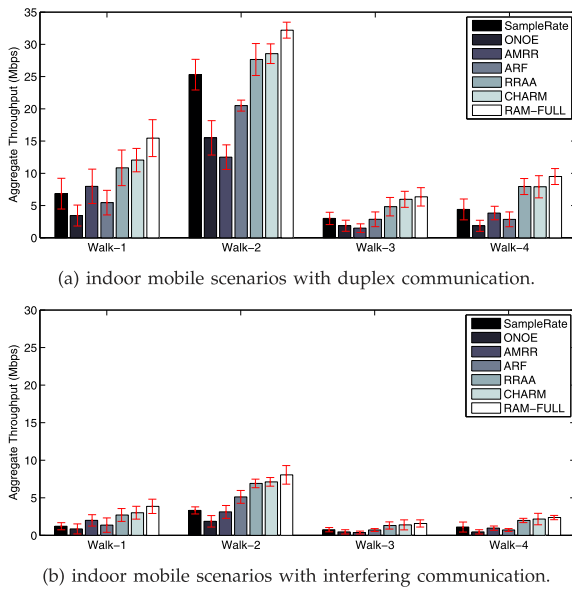 35
30
25
20
15
10
5
0
Aggregate Throughput (Mbps)
SampleRate
ONOE
AMRR
ARF
RRAA
CHARM
RAM-FULL
Walk-1 Walk-2 Walk-3 Walk-4
(a) indoor mobile scenarios with duplex communication.
30
25
20
15
10
5
0
Aggregate Throughput (Mbps)
SampleRate
ONOE
AMRR
ARF
RRAA
CHARM
RAM-FULL
Walk-1 Walk-2 Walk-3 Walk-4
(b) indoor mobile scenarios with interfering communication.